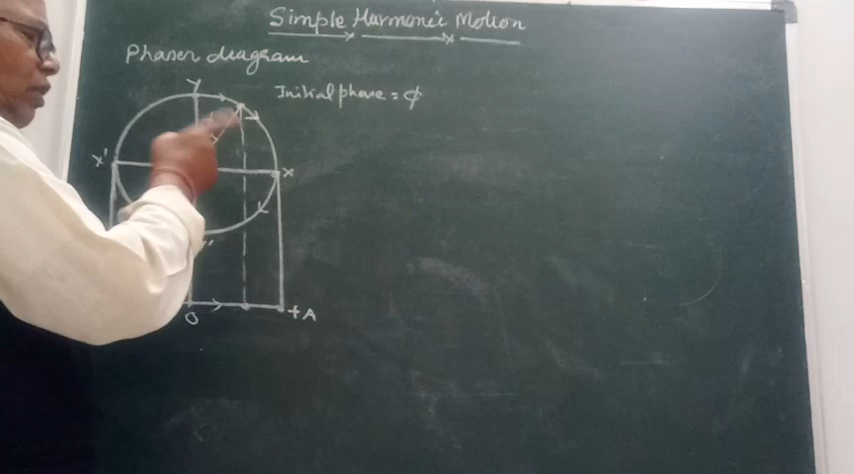 Simple Harmonic Motion
Phaser diagram
Initial phase = ϕ
Y
X'
X
O
+A